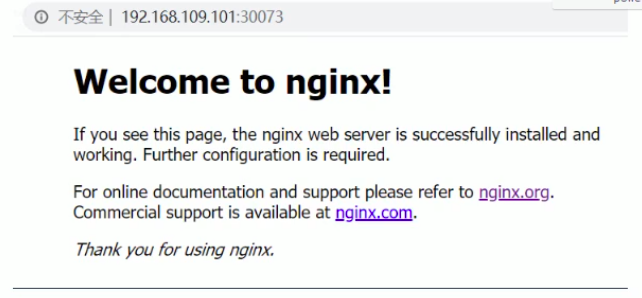 不安全 | 192.168.109.101:30073
Welcome to nginx!
If you see this page, the nginx web server is successfully installed and
working. Further configuration is required.
For online documentation and support please refer to nginx.org.
Commercial support is available at nginx.com.
Thank you for using nginx.